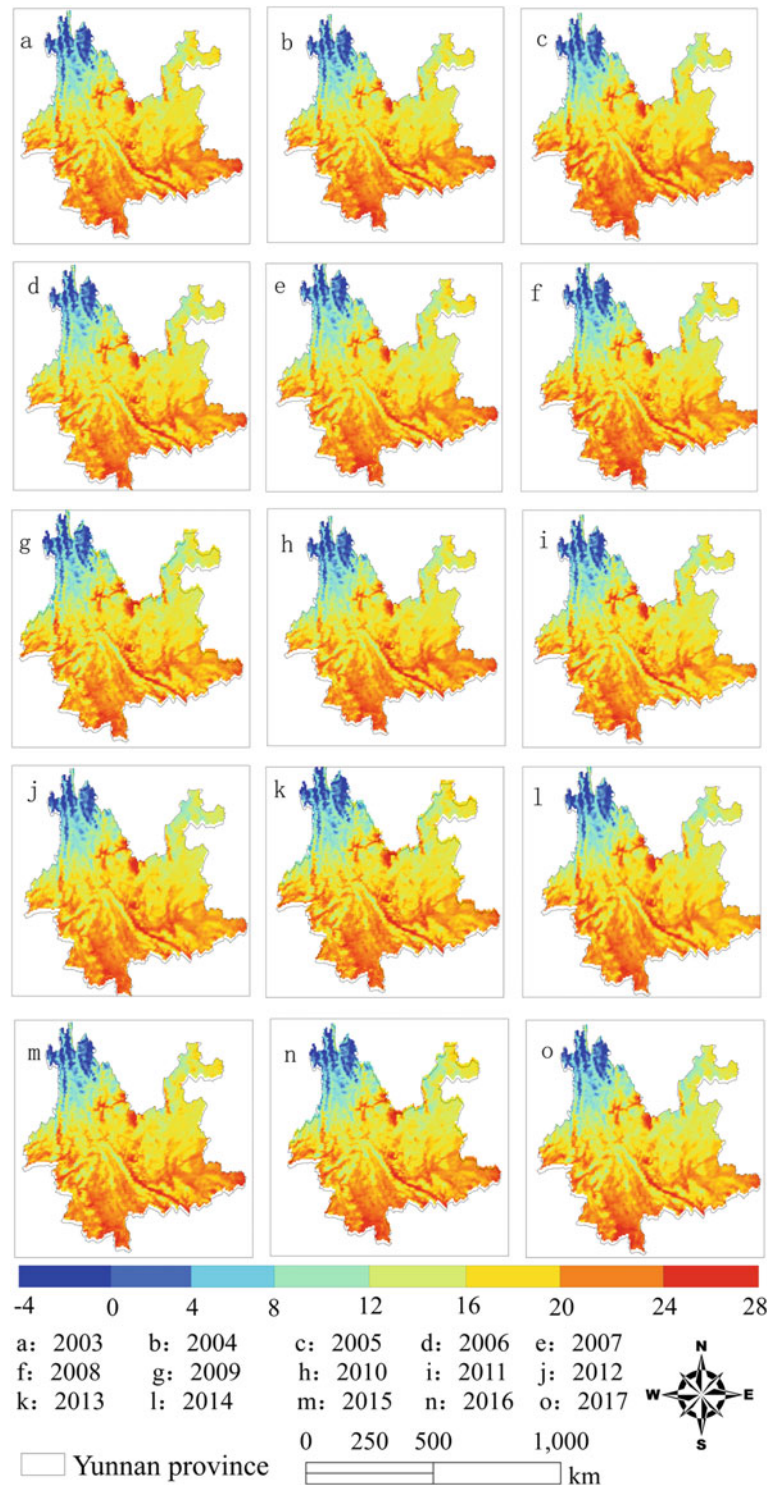 a
b
c
d
e
f
g
h
i
j
k
l
m
n
o
-4 0 4 8 12 16 20 24 28
a: 2003 b: 2004 c: 2005 d: 2006 e: 2007
f: 2008 g: 2009 h: 2010 i: 2011 j: 2012
k: 2013 l: 2014 m: 2015 n: 2016 o: 2017
N
W E
S
0 250 500 1,000
Yunnan province
km